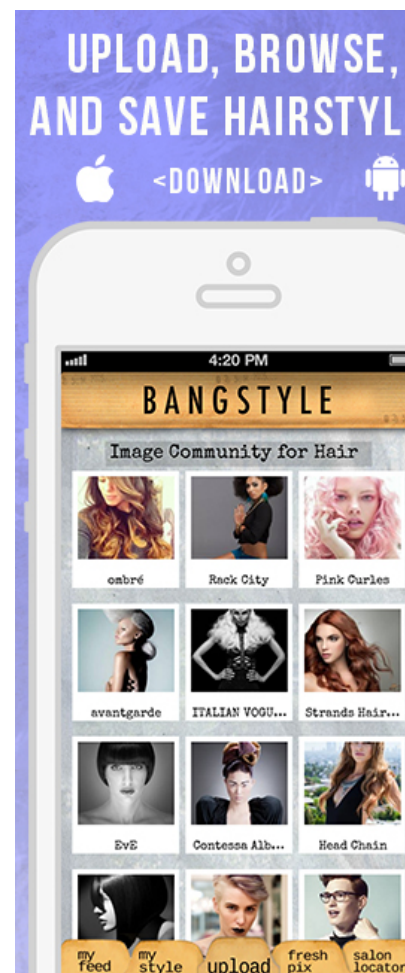 UPLOAD, BROWSE,
AND SAVE HAIRSTYL
<DOWNLOAD>
4:20 PM
BANGSTYLE
Image Community for Hair
ombré
Rack City
Pink Curles
avantgarde
ITALIAN VOGU...
Strands Hair...
EvE
Contessa Alb...
Head Chain
my feed
my style
upload
fresh pix
salon locator